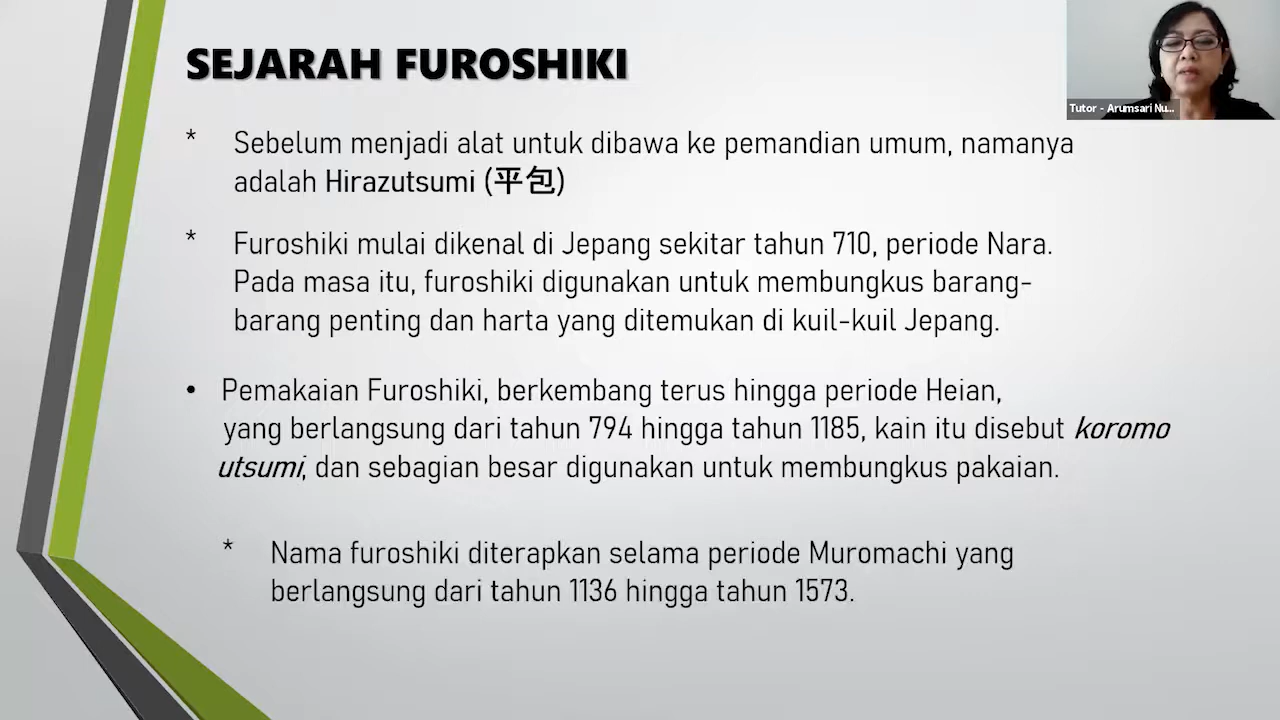 SEJARAH FUROSHIKI
Tutor - Arumsari Nu...
* Sebelum menjadi alat untuk dibawa ke pemandian umum, namanya
adalah Hirazutsumi (平包)
* Furoshiki mulai dikenal di Jepang sekitar tahun 710, periode Nara.
Pada masa itu, furoshiki digunakan untuk membungkus barang-
barang penting dan harta yang ditemukan di kuil-kuil Jepang.
• Pemakaian Furoshiki, berkembang terus hingga periode Heian,
yang berlangsung dari tahun 794 hingga tahun 1185, kain itu disebut koromo
utsumi, dan sebagian besar digunakan untuk membungkus pakaian.
* Nama furoshiki diterapkan selama periode Muromachi yang
berlangsung dari tahun 1136 hingga tahun 1573.